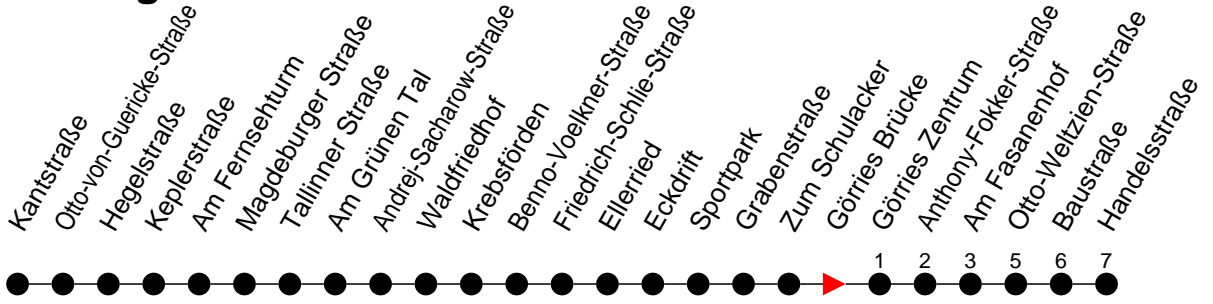 Kantstraße
Otto-von-Guericke-Straße
Hegelstraße
Keplerstraße
Am Fernsehturm
Magdeburger Straße
Tallinner Straße
Am Grünen Tal
Andrej-Sacharow-Straße
Waldfriedhof
Krebsförden
Benno-Voelkner-Straße
Friedrich-Schlie-Straße
Ellerried
Eckdrift
Sportpark
Grabenstraße
Zum Schulacker
Görries Brücke
Görries Zentrum
Anthony-Fokker-Straße
Am Fasanenhof
Otto-Weltzien-Straße
Baustraße
Handelsstraße
1 2 3 5 6 7